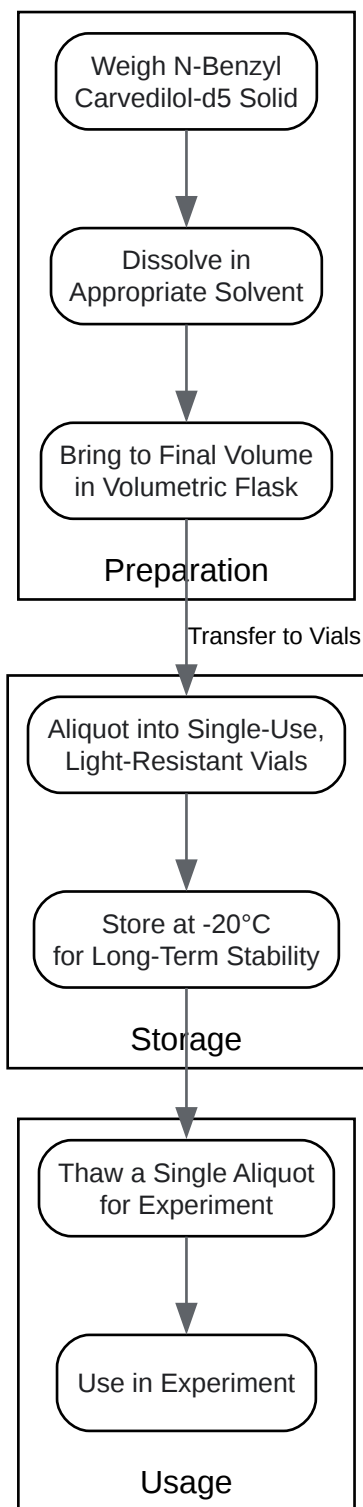 Weigh N-Benzyl
Carvedilol-d5 Solid
Dissolve in
Appropriate Solvent
Bring to Final Volume
in Volumetric Flask
Preparation
Transfer to Vials
Aliquot into Single-Use,
Light-Resistant Vials
Store at -20°C
for Long-Term Stability
Storage
Thaw a Single Aliquot
for Experiment
Use in Experiment
Usage